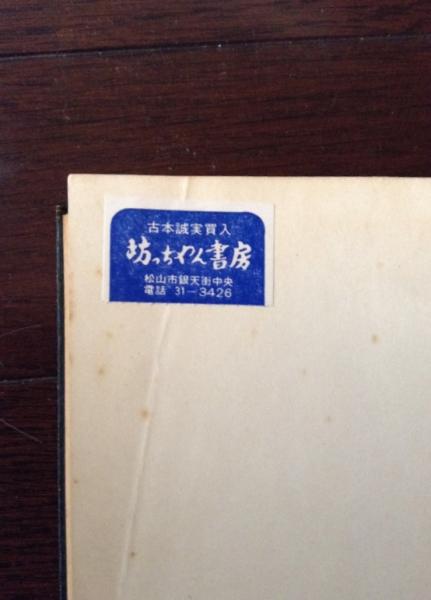 古本誠実買入
坊っちゃん書房
松山市銀天街中央
電話 31-3426